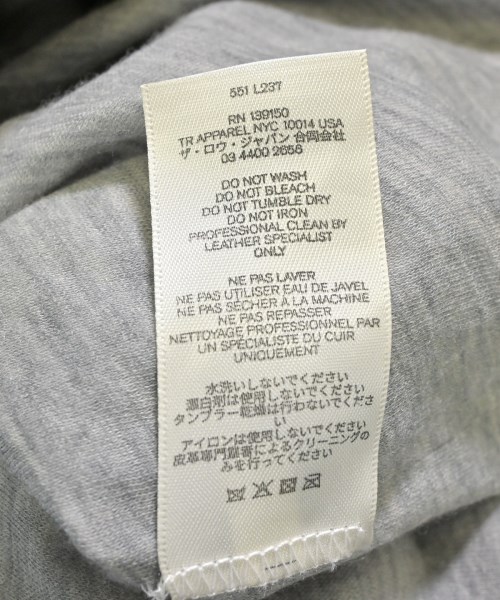 551 L237
RN 139150
TR APPAREL NYC 10014 USA
ザ・ロウ・ジャパン 合同会社
03 4400 2656
DO NOT WASH
DO NOT BLEACH
DO NOT TUMBLE DRY
DO NOT IRON
PROFESSIONAL CLEAN BY
LEATHER SPECIALIST
ONLY
NE PAS LAVER
NE PAS UTILISER EAU DE JAVEL
NE PAS SÉCHER À LA MACHINE
NE PAS REPASSER
NETTOYAGE PROFESSIONNEL PAR
UN SPÉCIALISTE DU CUIR
UNIQUEMENT
水洗いしないでください
漂白剤は使用しないでください
タンブラー乾燥は行わないでくださ
い
アイロンは使用しないでください
皮革専門業者によるクリーニングの
みを行ってください